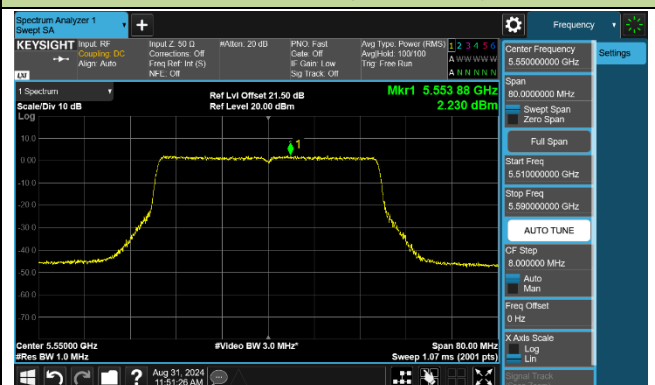 Spectrum Analyzer 1
Swept SA
Frequency
KEYSIGHT
Input: RF
Coupling: DC
Align: Auto
Input Z: 50 Ω
Corrections: Off
Freq Ref: Int (S)
NFE: Off
#Atten: 20 dB
PNO: Fast
Gate: Off
IF Gain: Low
Sig Track: Off
Avg Type: Power (RMS)
Avg|Hold: 100/100
Trig: Free Run
1 2 3 4 5 6
A W W W W W
A N N N N N
LXI
Center Frequency
5.550000000 GHz
Settings
Span
80.0000000 MHz
Swept Span
Zero Span
Full Span
Start Freq
5.510000000 GHz
Stop Freq
5.590000000 GHz
AUTO TUNE
CF Step
8.000000 MHz
Auto
Man
Freq Offset
0 Hz
X Axis Scale
Log
Lin
Signal Track
1 Spectrum
Scale/Div 10 dB
Ref Lvl Offset 21.50 dB
Ref Level 20.00 dBm
Mkr1 5.553 88 GHz
2.230 dBm
Log
10.0
0.00
-10.0
-20.0
-30.0
-40.0
-50.0
-60.0
-70.0
1
Center 5.55000 GHz
#Res BW 1.0 MHz
#Video BW 3.0 MHz*
Span 80.00 MHz
Sweep 1.07 ms (2001 pts)
Aug 31, 2024
11:51:26 AM